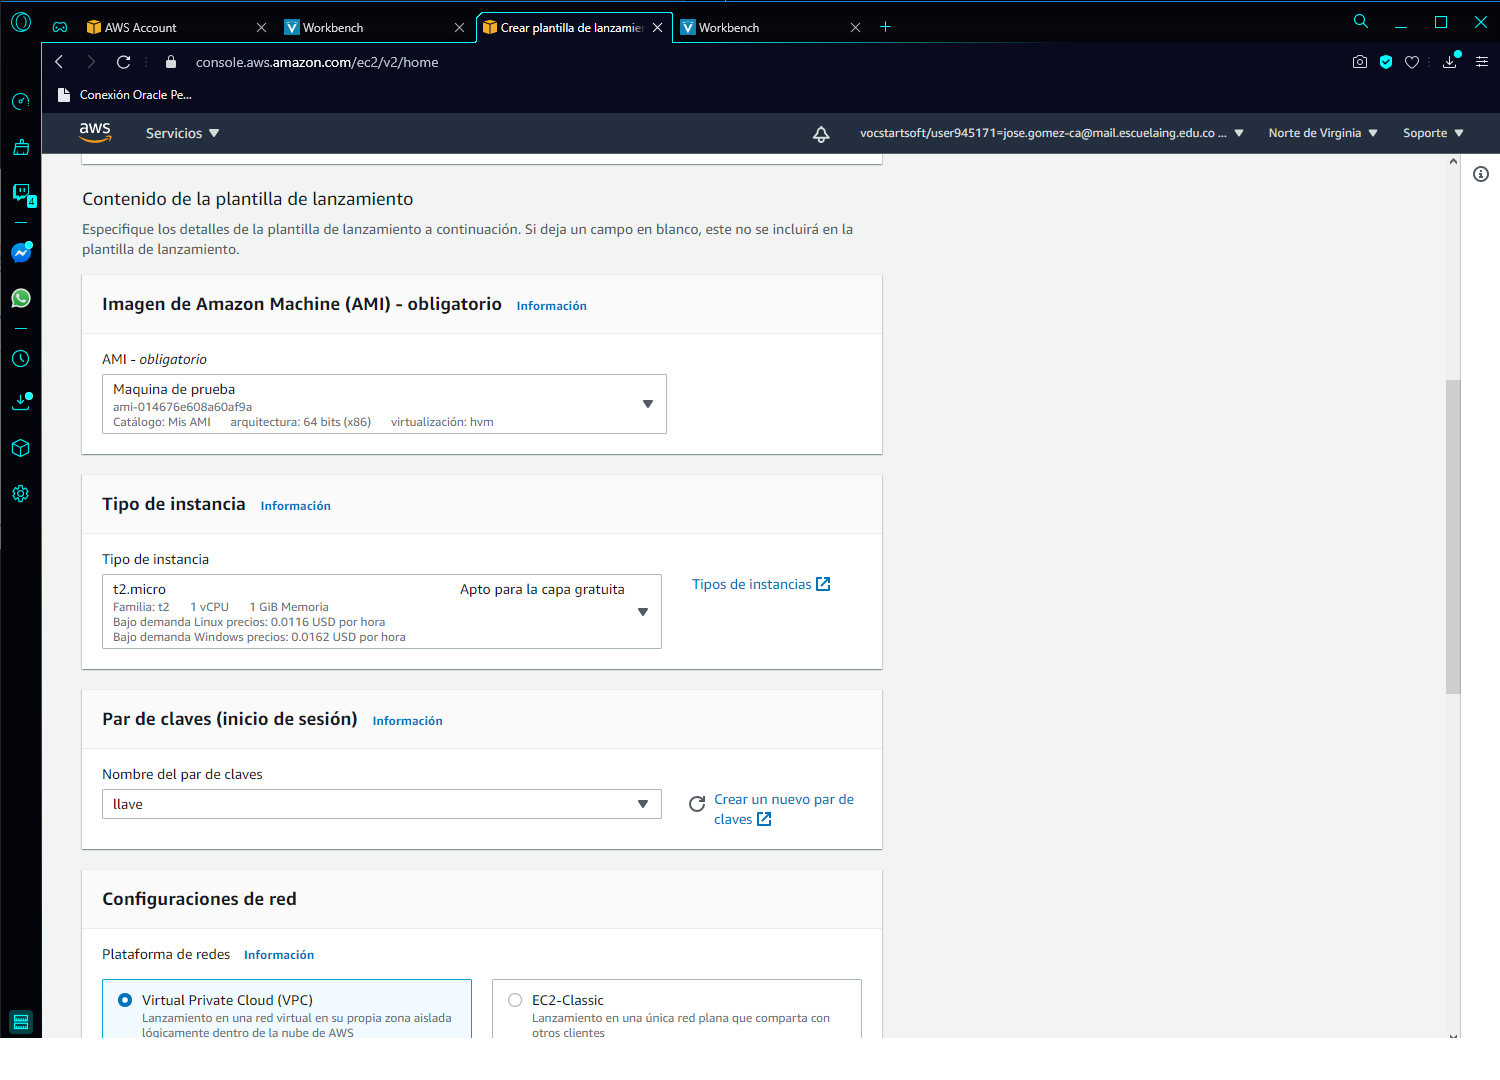 AWS Account
Workbench
Crear plantilla de lanzamie
Workbench
console.aws.amazon.com/ec2/v2/home
Conexión Oracle Pe...
aws
Servicios
vocstartsoft/user945171=jose.gomez-ca@mail.escuelaing.edu.co ...
Norte de Virginia
Soporte
4
Contenido de la plantilla de lanzamiento
Especifique los detalles de la plantilla de lanzamiento a continuación. Si deja un campo en blanco, este no se incluirá en la
plantilla de lanzamiento.
Imagen de Amazon Machine (AMI) - obligatorio Información
AMI - obligatorio
Maquina de prueba
ami-014676e608a60af9a
Catálogo: Mis AMI arquitectura: 64 bits (x86) virtualización: hvm
Tipo de instancia Información
Tipo de instancia
t2.micro Apto para la capa gratuita
Familia: t2 1 vCPU 1 GiB Memoria
Bajo demanda Linux precios: 0.0116 USD por hora
Bajo demanda Windows precios: 0.0162 USD por hora
Tipos de instancias
Par de claves (inicio de sesión) Información
Nombre del par de claves
llave
Crear un nuevo par de
claves
Configuraciones de red
Plataforma de redes Información
Virtual Private Cloud (VPC)
Lanzamiento en una red virtual en su propia zona aislada
lógicamente dentro de la nube de AWS
EC2-Classic
Lanzamiento en una única red plana que comparta con
otros clientes